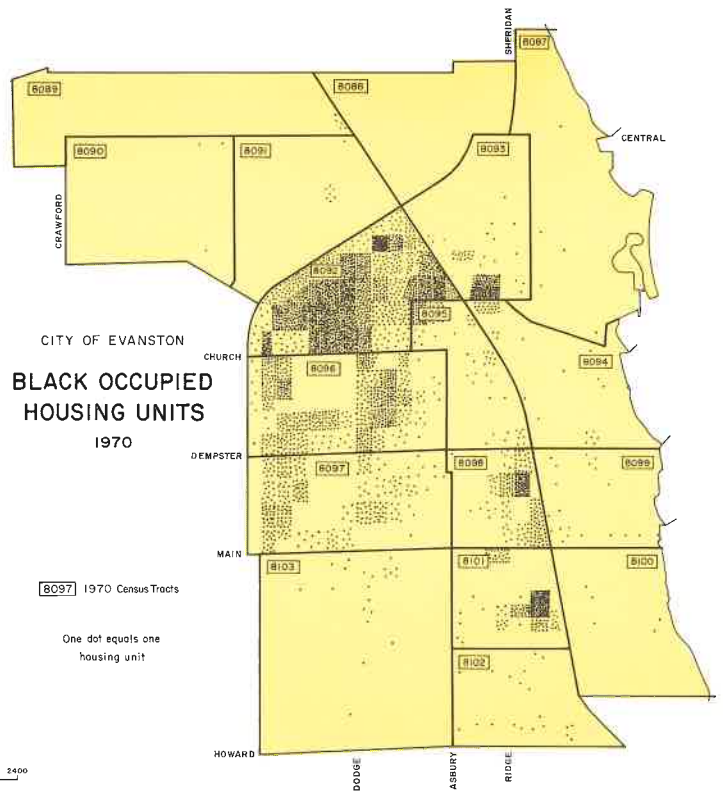 SHERIDAN
8087
8089
8088
CENTRAL
8090
8091
8093
CRAWFORD
8092
8095
CITY OF EVANSTON
CHURCH
BLACK OCCUPIED
HOUSING UNITS
1970
8096
8094
DEMPSTER
8097
8098
8099
MAIN
8103
8101
8100
8097 1970 Census Tracts
One dot equals one
housing unit
8102
HOWARD
2400
DODGE
ASBURY
RIDGE